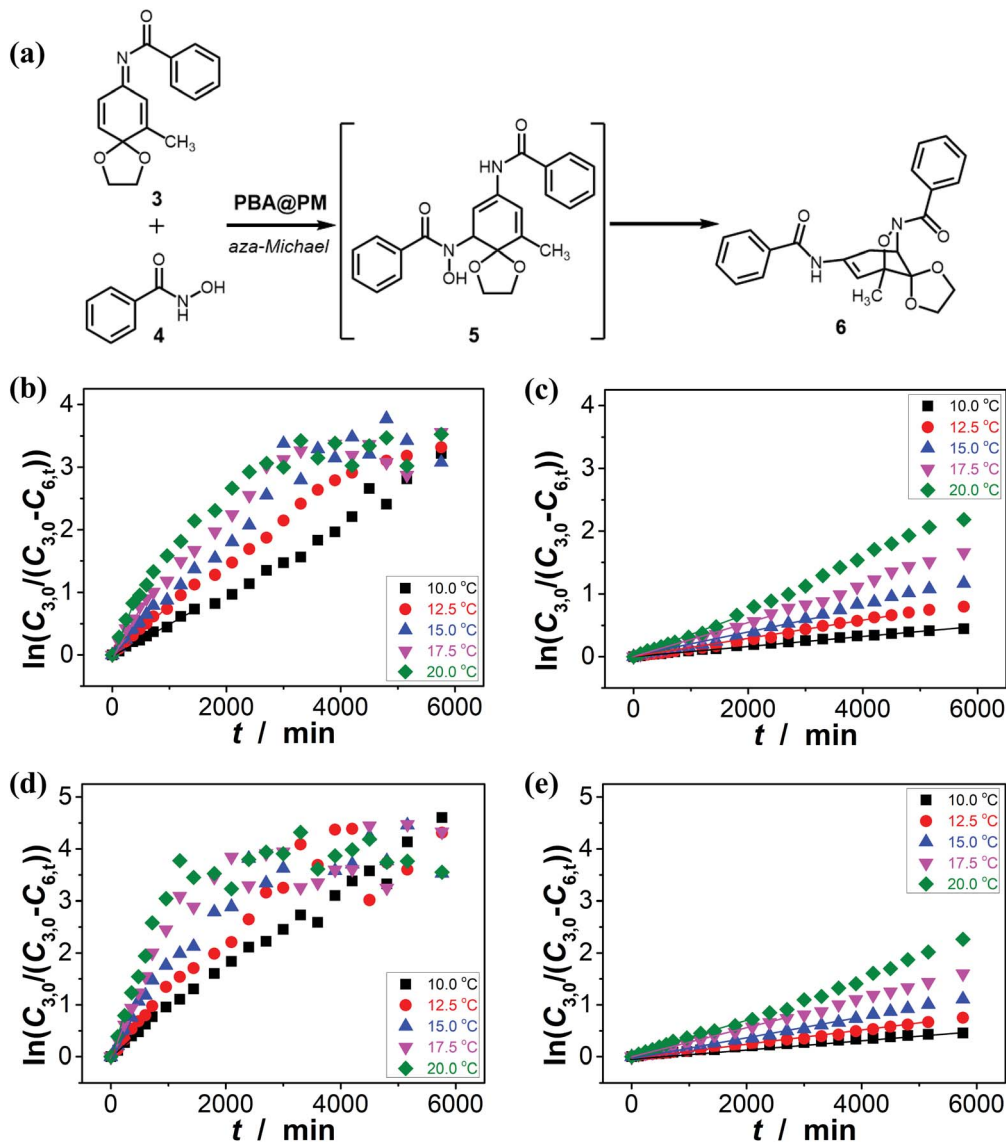 (a)
O
N
CH3
O
O
3
+
O
OH
N
H
4
PBA@PM
aza-Michael
O
HN
O
N
OH
CH3
O
O
5
O
N
H
O
N
O
CH3
O
O
6
(b)
ln(C3,0/(C3,0-C6,t))
4
3
2
1
0
0
2000
4000
6000
t / min
10.0 °C
12.5 °C
15.0 °C
17.5 °C
20.0 °C
(c)
ln(C3,0/(C3,0-C6,t))
4
3
2
1
0
0
2000
4000
6000
t / min
10.0 °C
12.5 °C
15.0 °C
17.5 °C
20.0 °C
(d)
ln(C3,0/(C3,0-C6,t))
5
4
3
2
1
0
0
2000
4000
6000
t / min
10.0 °C
12.5 °C
15.0 °C
17.5 °C
20.0 °C
(e)
ln(C3,0/(C3,0-C6,t))
5
4
3
2
1
0
0
2000
4000
6000
t / min
10.0 °C
12.5 °C
15.0 °C
17.5 °C
20.0 °C